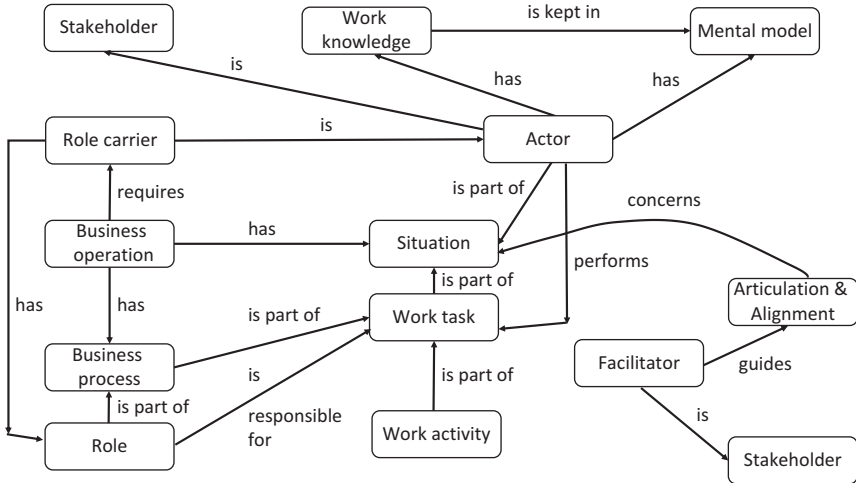 Stakeholder
Work
knowledge
is kept in
Mental model
is
has
has
Role carrier
is
Actor
requires
is part of
concerns
Business
operation
has
Situation
is part of
performs
has
has
Articulation &
Alignment
is part of
Work task
Business
process
Facilitator
guides
is
responsible
for
is part of
is part of
Role
Work activity
is
Stakeholder